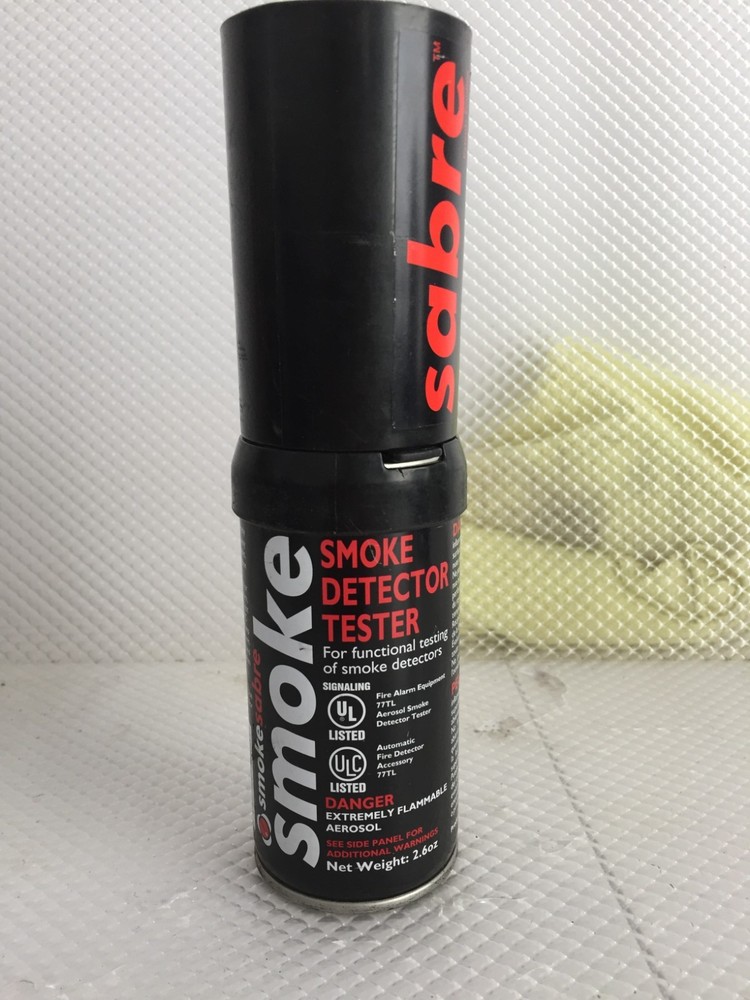 sabre™
smoke
smokesabre
SMOKE
DETECTOR
TESTER
For functional testing
of smoke detectors
SIGNALING
UL
LISTED
Fire Alarm Equipment
77TL
Aerosol Smoke
Detector Tester
ULC
LISTED
Automatic
Fire Detector
Accessory
77TL
DANGER
EXTREMELY FLAMMABLE
AEROSOL
SEE SIDE PANEL FOR
ADDITIONAL WARNINGS
Net Weight: 2.6oz